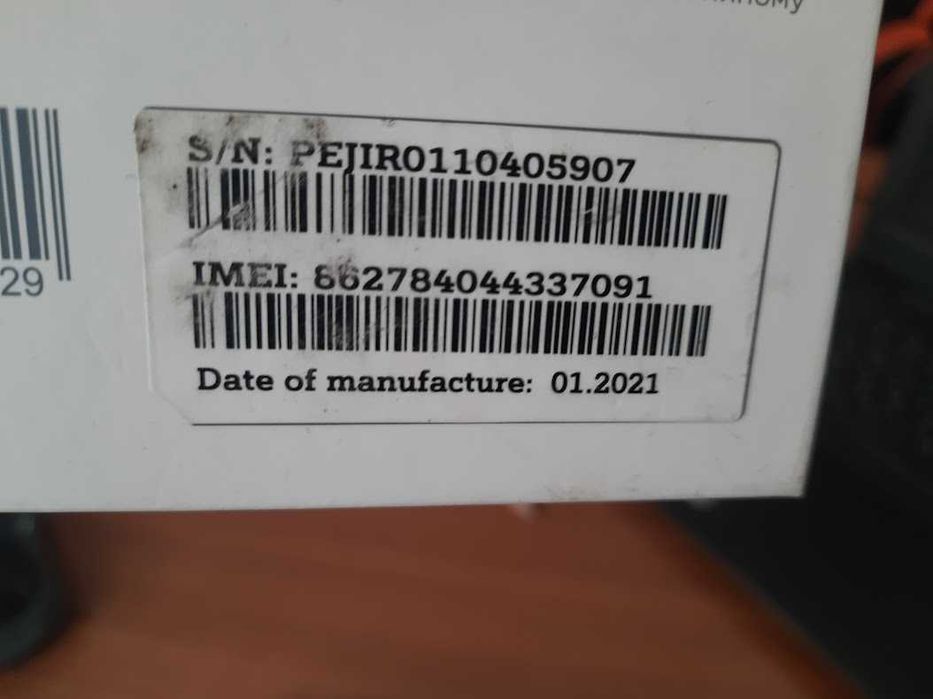 S/N: PEJIR0110405907
29
IMEI: 862784044337091
Date of manufacture: 01.2021